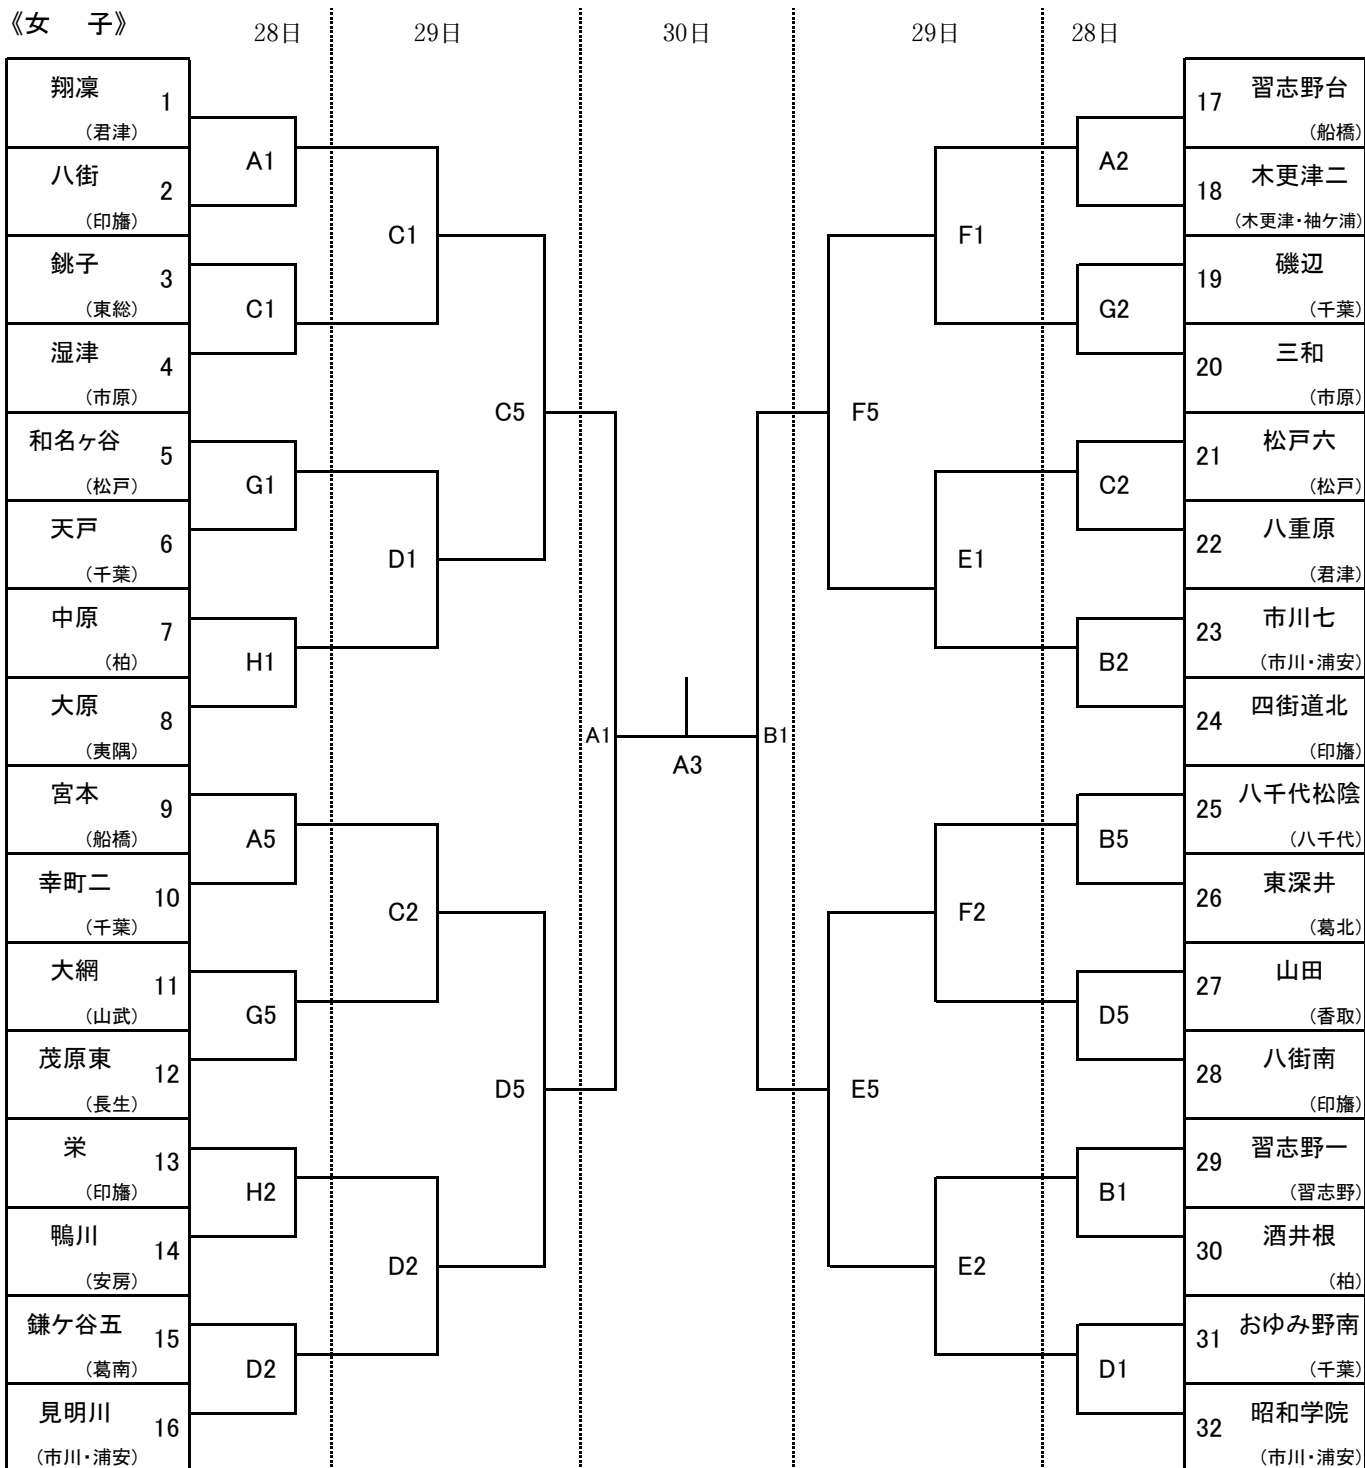 《女　子》
28日
29日
30日
29日
28日
翔凜 1
（君津）
八街 2
（印旛）
銚子 3
（東総）
湿津 4
（市原）
和名ヶ谷 5
（松戸）
天戸 6
（千葉）
中原 7
（柏）
大原 8
（夷隅）
宮本 9
（船橋）
幸町二 10
（千葉）
大網 11
（山武）
茂原東 12
（長生）
栄 13
（印旛）
鴨川 14
（安房）
鎌ケ谷五 15
（葛南）
見明川 16
（市川・浦安）
A1
C1
G1
H1
A5
G5
H2
D2
C1
D1
C2
D2
C5
D5
A1
A3
B1
F5
E5
F1
E1
F2
E2
A2
G2
C2
B2
B5
D5
B1
D1
17 習志野台
（船橋）
18 木更津二
（木更津・袖ケ浦）
19 磯辺
（千葉）
20 三和
（市原）
21 松戸六
（松戸）
22 八重原
（君津）
23 市川七
（市川・浦安）
24 四街道北
（印旛）
25 八千代松陰
（八千代）
26 東深井
（葛北）
27 山田
（香取）
28 八街南
（印旛）
29 習志野一
（習志野）
30 酒井根
（柏）
31 おゆみ野南
（千葉）
32 昭和学院
（市川・浦安）